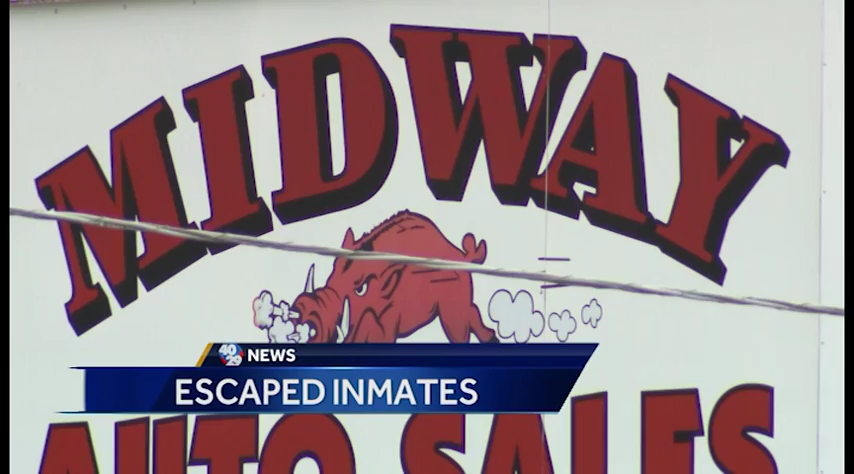 MIDWAY
40
29
NEWS
ESCAPED INMATES
AUTO SALES